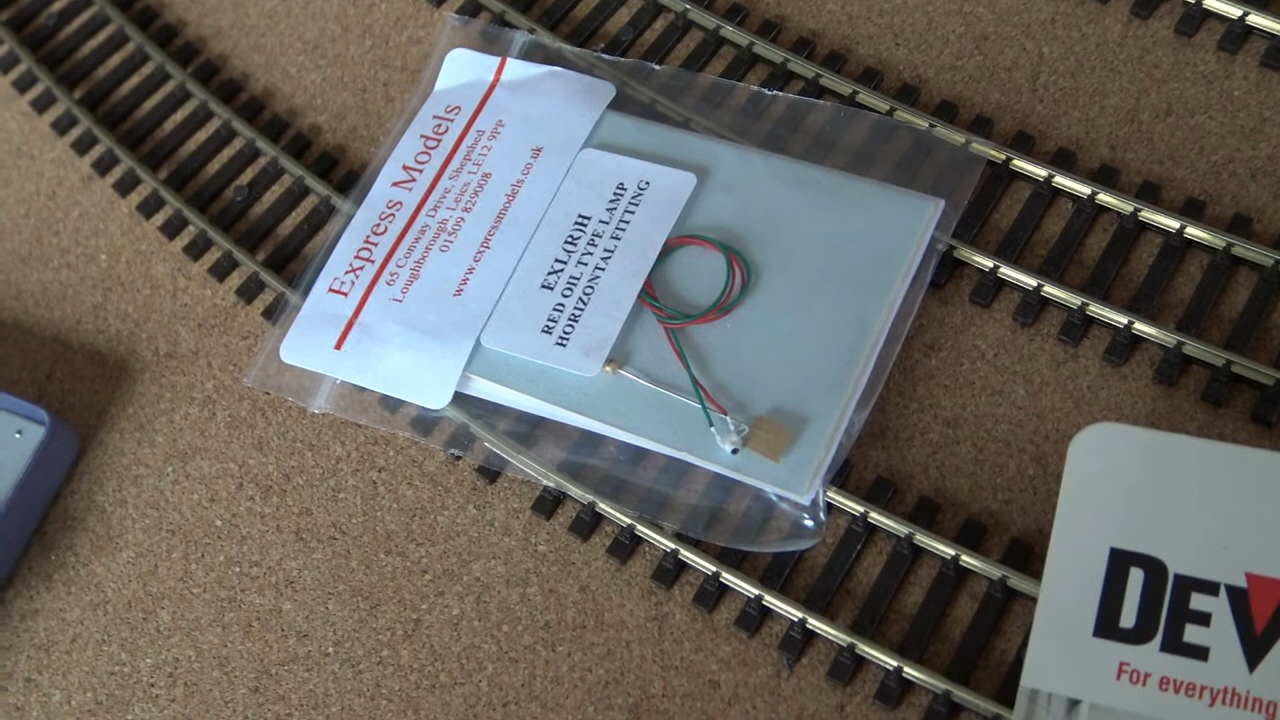 Express Models
65 Conway Drive, Shepshed
Loughborough, Leics. LE12 9PP
01509 829008
www.expressmodels.co.uk
EXL(R)H
RED OIL TYPE LAMP
HORIZONTAL FITTING
DEV
For everything